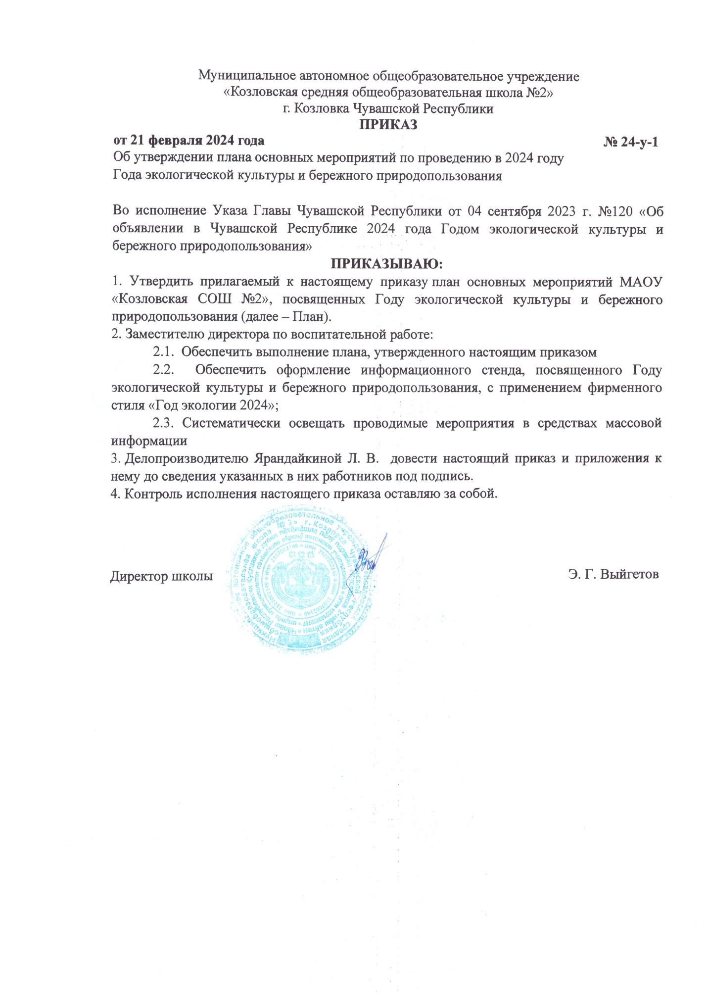 Муниципальное автономное общеобразовательное учреждение
«Козловская средняя общеобразовательная школа №2»
г. Козловка Чувашской Республики
ПРИКАЗ
от 21 февраля 2024 года № 24-у-1
Об утверждении плана основных мероприятий по проведению в 2024 году
Года экологической культуры и бережного природопользования
Во исполнение Указа Главы Чувашской Республики от 04 сентября 2023 г. №120 «Об
объявлении в Чувашской Республике 2024 года Годом экологической культуры и
бережного природопользования»
ПРИКАЗЫВАЮ:
1. Утвердить прилагаемый к настоящему приказу план основных мероприятий МАОУ
«Козловская СОШ №2», посвященных Году экологической культуры и бережного
природопользования (далее – План).
2. Заместителю директора по воспитательной работе:
2.1. Обеспечить выполнение плана, утвержденного настоящим приказом
2.2. Обеспечить оформление информационного стенда, посвященного Году
экологической культуры и бережного природопользования, с применением фирменного
стиля «Год экологии 2024»;
2.3. Систематически освещать проводимые мероприятия в средствах массовой
информации
3. Делопроизводителю Ярандайкиной Л. В. довести настоящий приказ и приложения к
нему до сведения указанных в них работников под подпись.
4. Контроль исполнения настоящего приказа оставляю за собой.
Директор школы Э. Г. Выйгетов